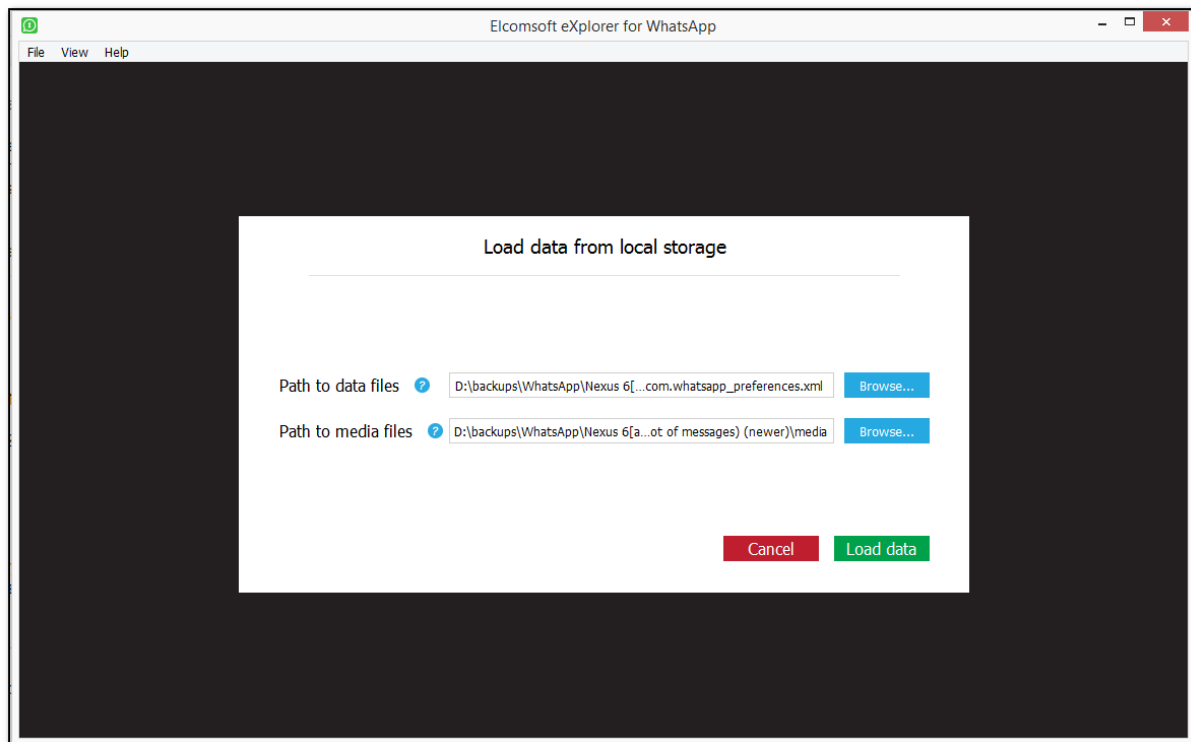 Elcomsoft eXplorer for WhatsApp
File View Help
Load data from local storage
Path to data files ? D:\backups\WhatsApp\Nexus 6[...com.whatsapp_preferences.xml Browse...
Path to media files ? D:\backups\WhatsApp\Nexus 6[a...ot of messages) (newer)\media Browse...
Cancel Load data